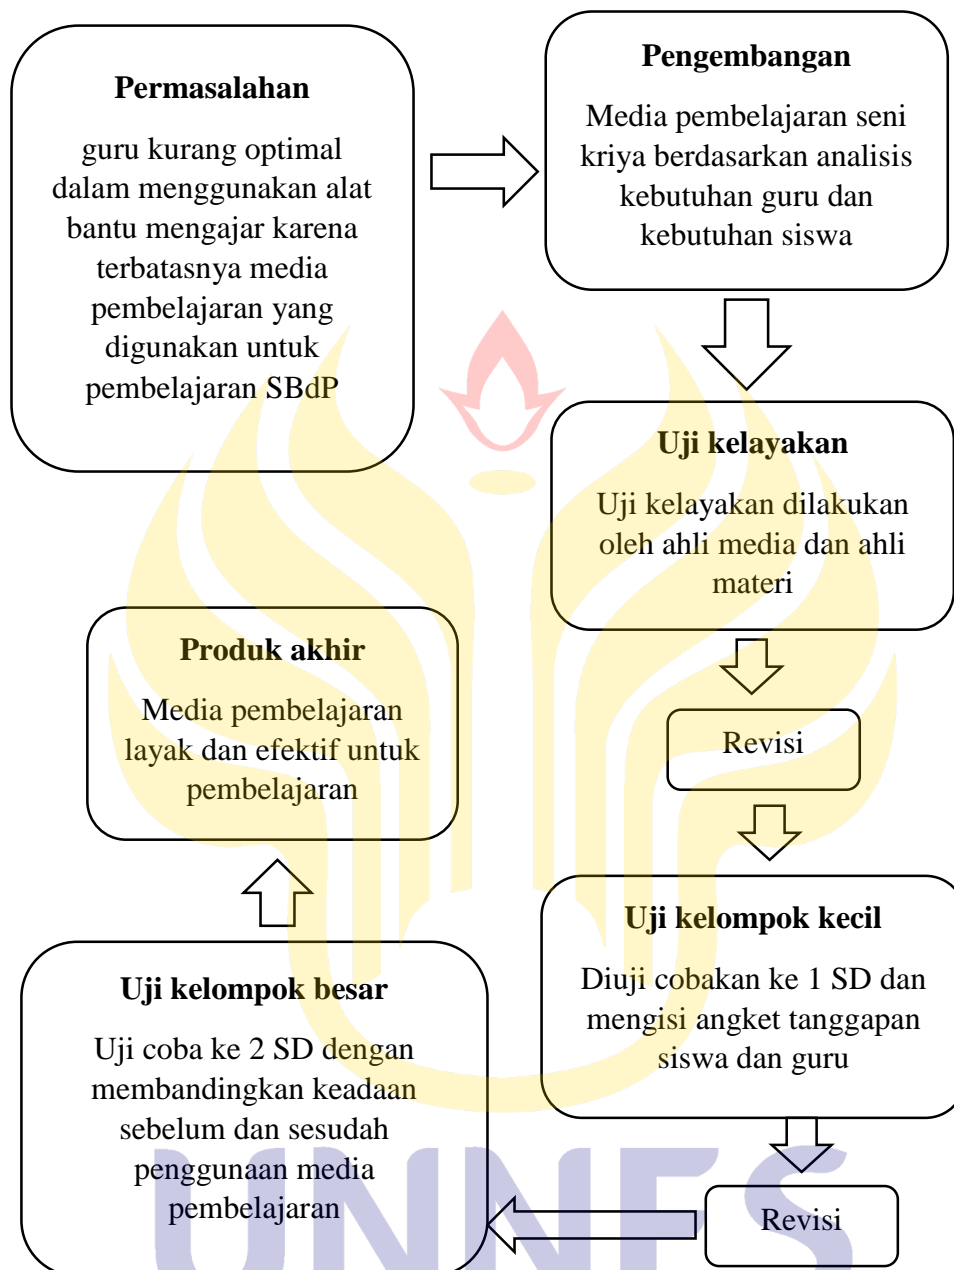 Permasalahan
guru kurang optimal
dalam menggunakan alat
bantu mengajar karena
terbatasnya media
pembelajaran yang
digunakan untuk
pembelajaran SBdP
Pengembangan
Media pembelajaran seni
kriya berdasarkan analisis
kebutuhan guru dan
kebutuhan siswa
Uji kelayakan
Uji kelayakan dilakukan
oleh ahli media dan ahli
materi
Revisi
Uji kelompok kecil
Diuji cobakan ke 1 SD dan
mengisi angket tanggapan
siswa dan guru
Revisi
Uji kelompok besar
Uji coba ke 2 SD dengan
membandingkan keadaan
sebelum dan sesudah
penggunaan media
pembelajaran
Produk akhir
Media pembelajaran
layak dan efektif untuk
pembelajaran
UNNES